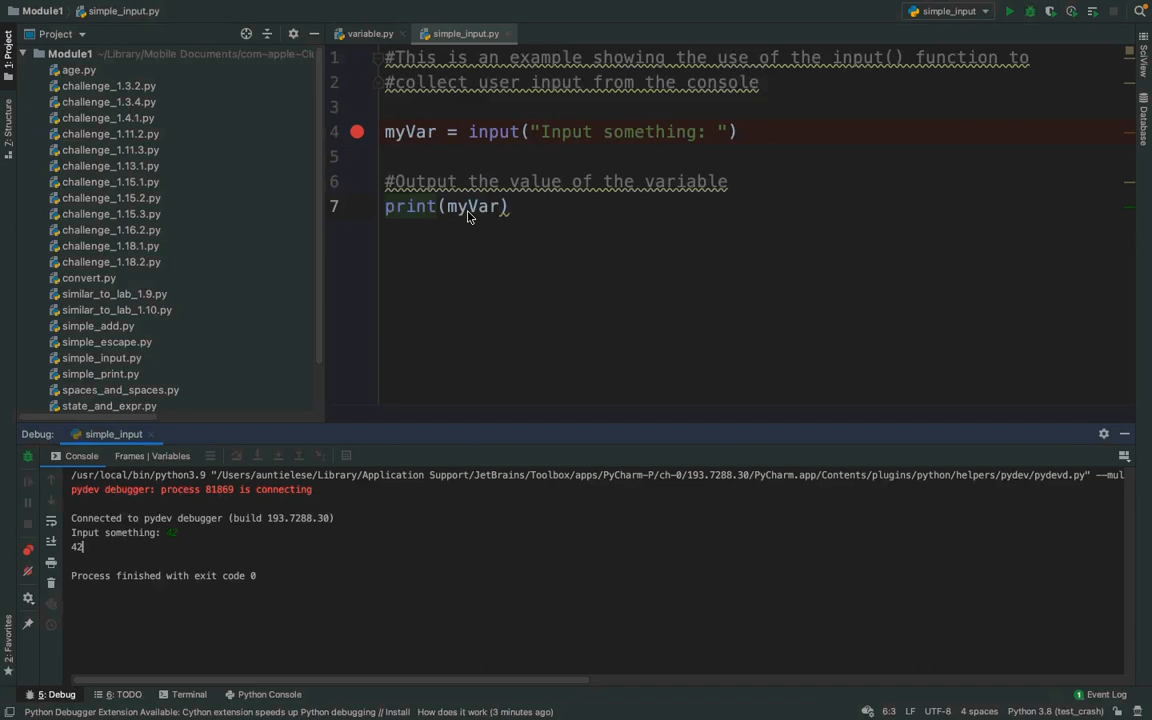 Module1 simple_input.py
simple_input
Project
variable.py
simple_input.py
Module1 ~/Library/Mobile Documents/com~apple~Cl
age.py
challenge_1.3.2.py
challenge_1.3.4.py
challenge_1.4.1.py
challenge_1.11.2.py
challenge_1.11.3.py
challenge_1.13.1.py
challenge_1.15.1.py
challenge_1.15.2.py
challenge_1.15.3.py
challenge_1.16.2.py
challenge_1.18.1.py
challenge_1.18.2.py
convert.py
similar_to_lab_1.9.py
similar_to_lab_1.10.py
simple_add.py
simple_escape.py
simple_input.py
simple_print.py
spaces_and_spaces.py
state_and_expr.py
1 #This is an example showing the use of the input() function to
2 #collect user input from the console
3
4 myVar = input("Input something: ")
5
6 #Output the value of the variable
7 print(myVar)
1: Project
7: Structure
2: Favorites
SciView
Database
Debug: simple_input
Console Frames | Variables
/usr/local/bin/python3.9 "/Users/auntielese/Library/Application Support/JetBrains/Toolbox/apps/PyCharm-P/ch-0/193.7288.30/PyCharm.app/Contents/plugins/python/helpers/pydev/pydevd.py" --mul
pydev debugger: process 81869 is connecting
Connected to pydev debugger (build 193.7288.30)
Input something: 42
42
Process finished with exit code 0
5: Debug 6: TODO Terminal Python Console 1 Event Log
Python Debugger Extension Available: Cython extension speeds up Python debugging // Install How does it work (3 minutes ago) 6:3 LF UTF-8 4 spaces Python 3.8 (test_crash)